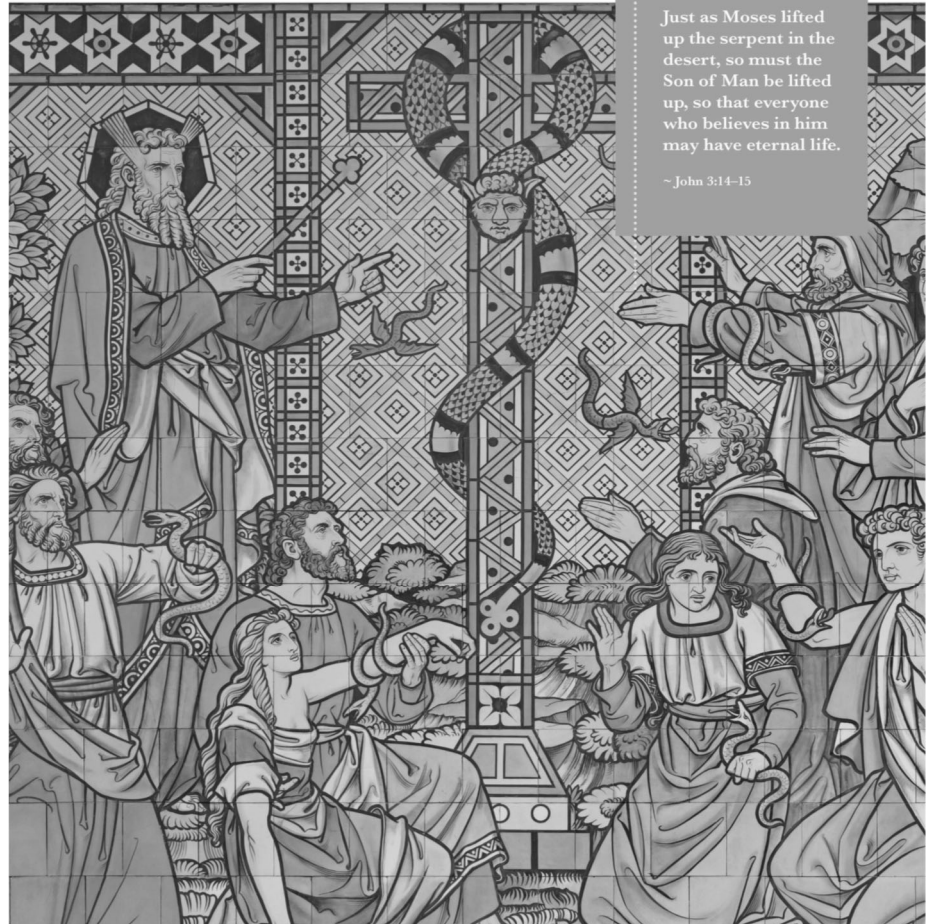 Just as Moses lifted
up the serpent in the
desert, so must the
Son of Man be lifted
up, so that everyone
who believes in him
may have eternal life.
~ John 3:14–15